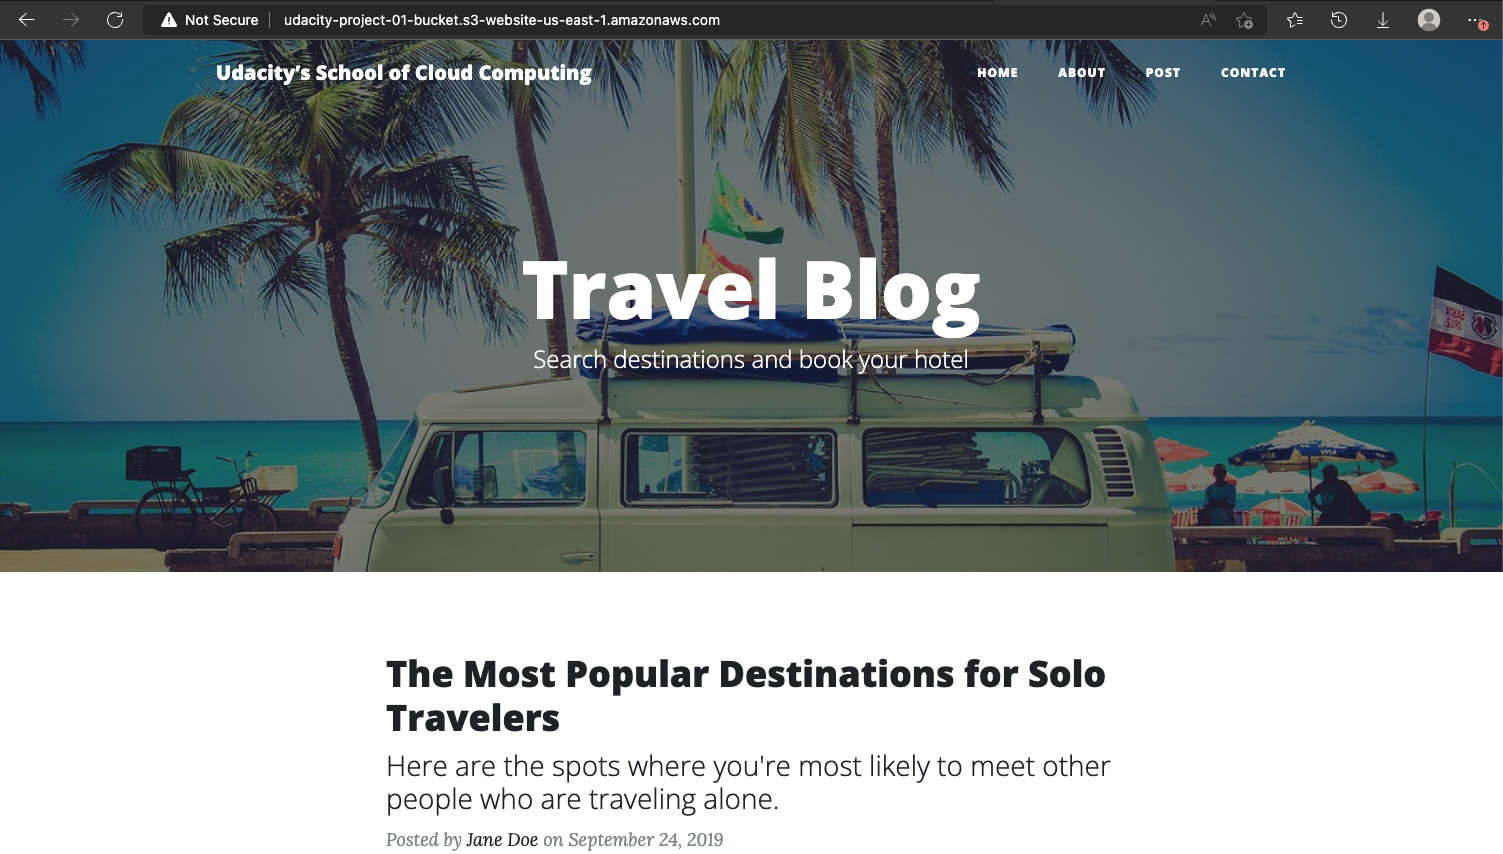 Not Secure
udacity-project-01-bucket.s3-website-us-east-1.amazonaws.com
Udacity's School of Cloud Computing
HOME ABOUT POST CONTACT
Travel Blog
Search destinations and book your hotel
VISA VISA
The Most Popular Destinations for Solo
Travelers
Here are the spots where you're most likely to meet other
people who are traveling alone.
Posted by Jane Doe on September 24, 2019